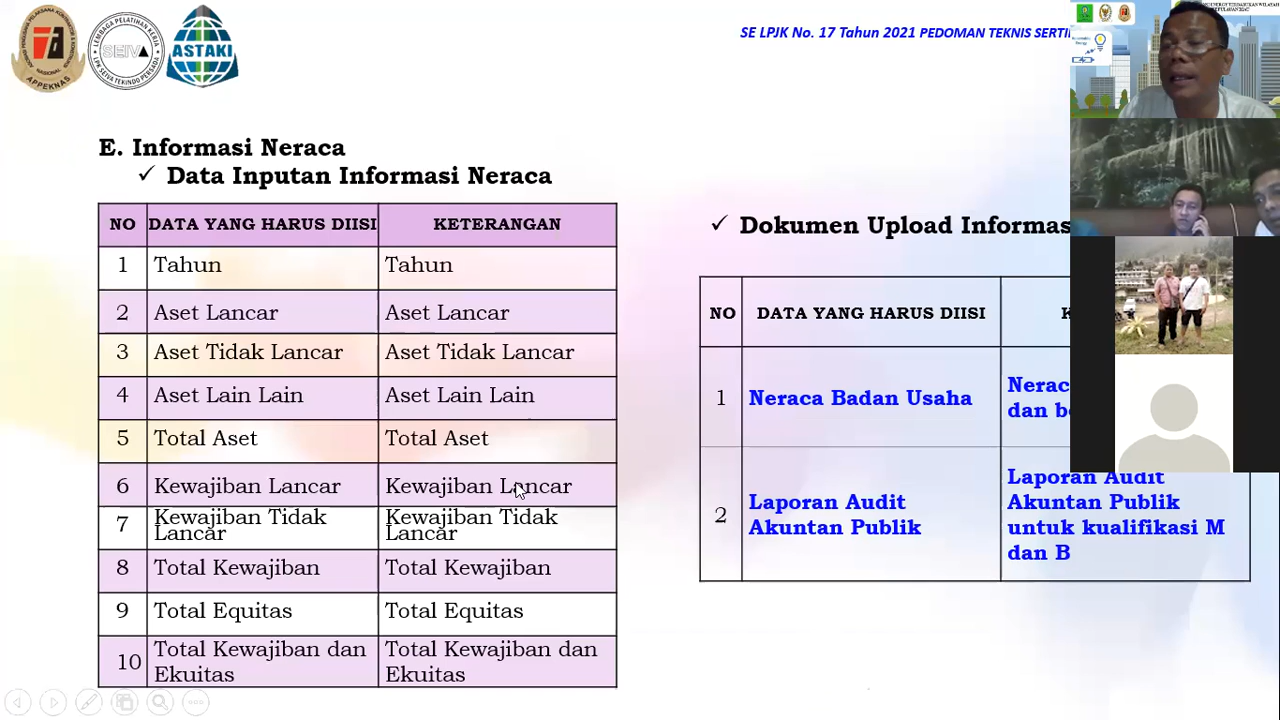 APPEKNAS
LEMBAGA PELATIHAN KERJA
SEIVA
ASTAKI
SE LPJK No. 17 Tahun 2021 PEDOMAN TEKNIS
E. Informasi Neraca
✓ Data Inputan Informasi Neraca
NO DATA YANG HARUS DIISI KETERANGAN
1 Tahun Tahun
2 Aset Lancar Aset Lancar
3 Aset Tidak Lancar Aset Tidak Lancar
4 Aset Lain Lain Aset Lain Lain
5 Total Aset Total Aset
6 Kewajiban Lancar Kewajiban Lancar
7 Kewajiban Tidak Lancar Kewajiban Tidak Lancar
8 Total Kewajiban Total Kewajiban
9 Total Equitas Total Equitas
10 Total Kewajiban dan Ekuitas Total Kewajiban dan Ekuitas
✓ Dokumen Upload
NO DATA YANG HARUS DIISI
1 Neraca Badan Usaha
dan
2 Laporan Audit Akuntan Publik
Laporan Audit
Akuntan Publik
untuk kualifikasi M
dan B